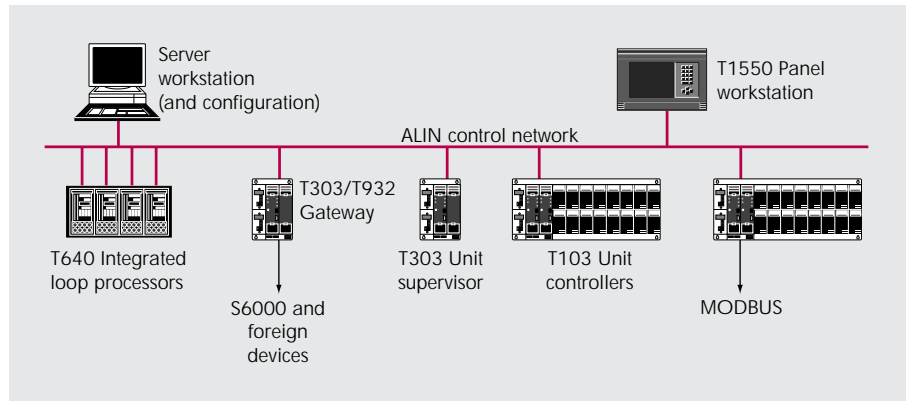 Server
workstation
(and configuration)
T1550 Panel
workstation
ALIN control network
T303/T932
Gateway
T640 Integrated
loop processors
T303 Unit
supervisor
T103 Unit
controllers
S6000 and
foreign
devices
MODBUS